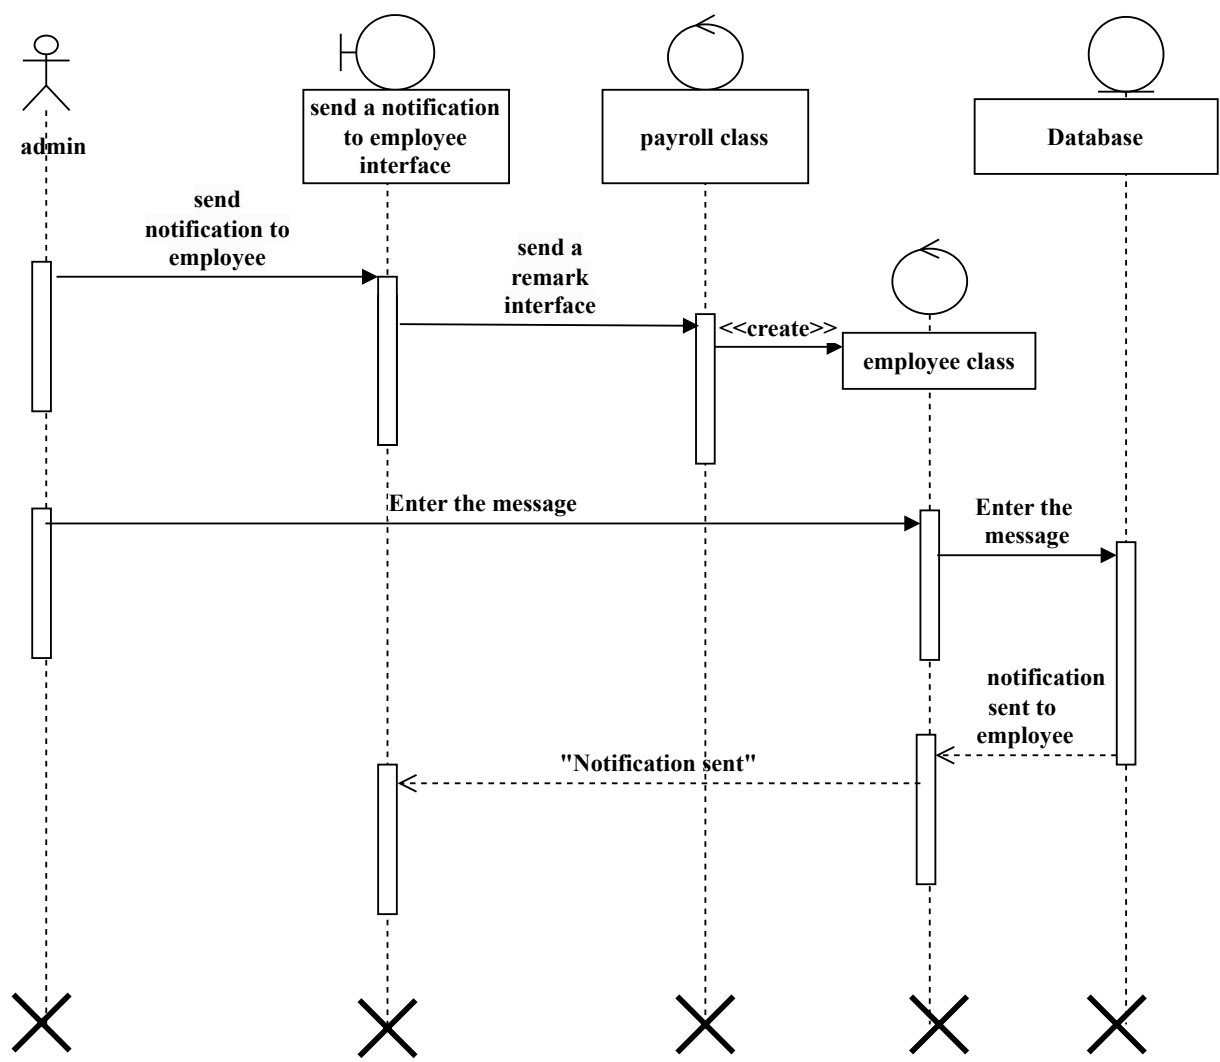 admin
send a notification
to employee
interface
payroll class
Database
send
notification to
employee
send a
remark
interface
<<create>>
employee class
Enter the message
Enter the
message
notification
sent to
employee
"Notification sent"